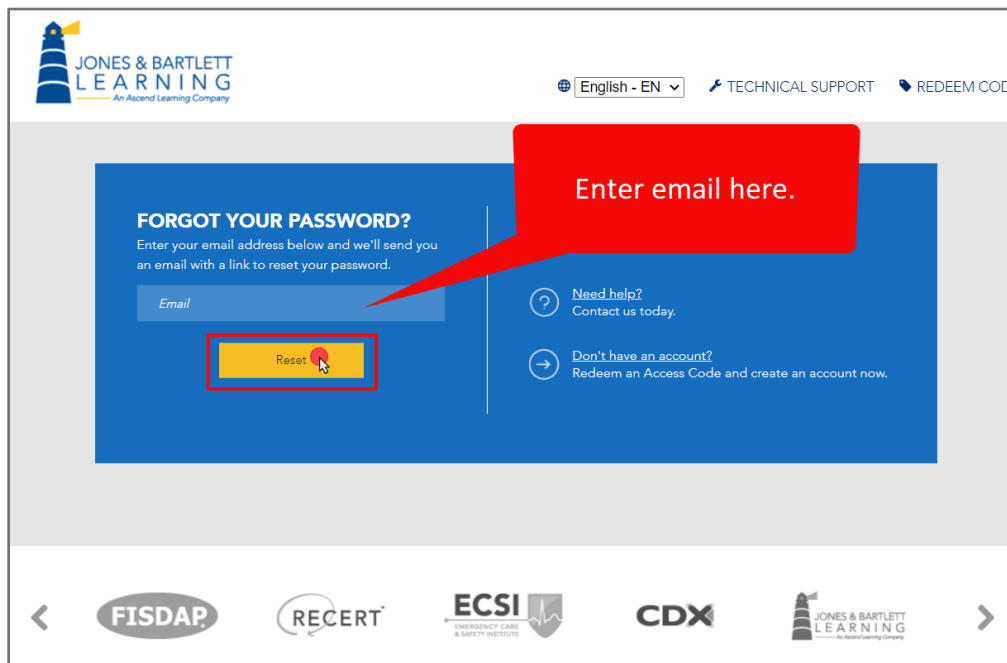 JONES & BARTLETT
LEARNING
An Ascend Learning Company
English - EN
TECHNICAL SUPPORT
REDEEM COD
Enter email here.
FORGOT YOUR PASSWORD?
Enter your email address below and we'll send you
an email with a link to reset your password.
Email
Reset
Need help?
Contact us today.
Don't have an account?
Redeem an Access Code and create an account now.
FISDAP
RECERT
ECSI
EMERGENCY CARE
& SAFETY INSTITUTE
CDX
JONES & BARTLETT
LEARNING
An Ascend Learning Company